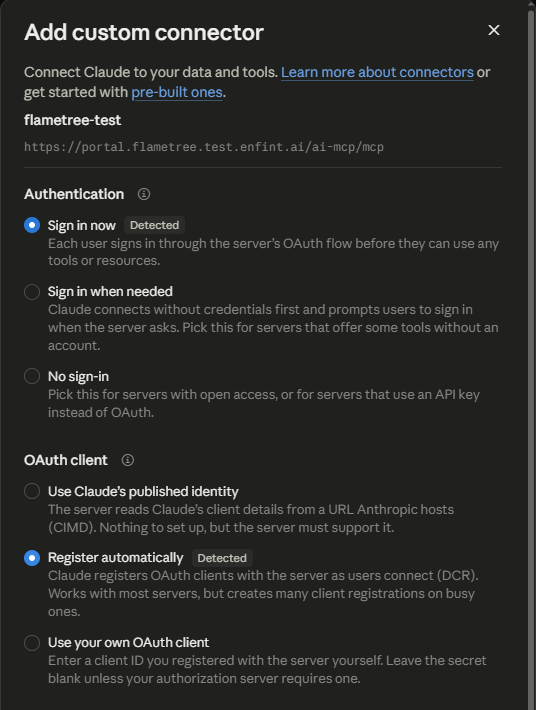 Add custom connector
Connect Claude to your data and tools. Learn more about connectors or
get started with pre-built ones.
flametree-test
https://portal.flametree.test.enfint.ai/ai-mcp/mcp
Authentication
Sign in now Detected
Each user signs in through the server's OAuth flow before they can use any
tools or resources.
Sign in when needed
Claude connects without credentials first and prompts users to sign in
when the server asks. Pick this for servers that offer some tools without an
account.
No sign-in
Pick this for servers with open access, or for servers that use an API key
instead of OAuth.
OAuth client
Use Claude's published identity
The server reads Claude's client details from a URL Anthropic hosts
(CIMD). Nothing to set up, but the server must support it.
Register automatically Detected
Claude registers OAuth clients with the server as users connect (DCR).
Works with most servers, but creates many client registrations on busy
ones.
Use your own OAuth client
Enter a client ID you registered with the server yourself. Leave the secret
blank unless your authorization server requires one.